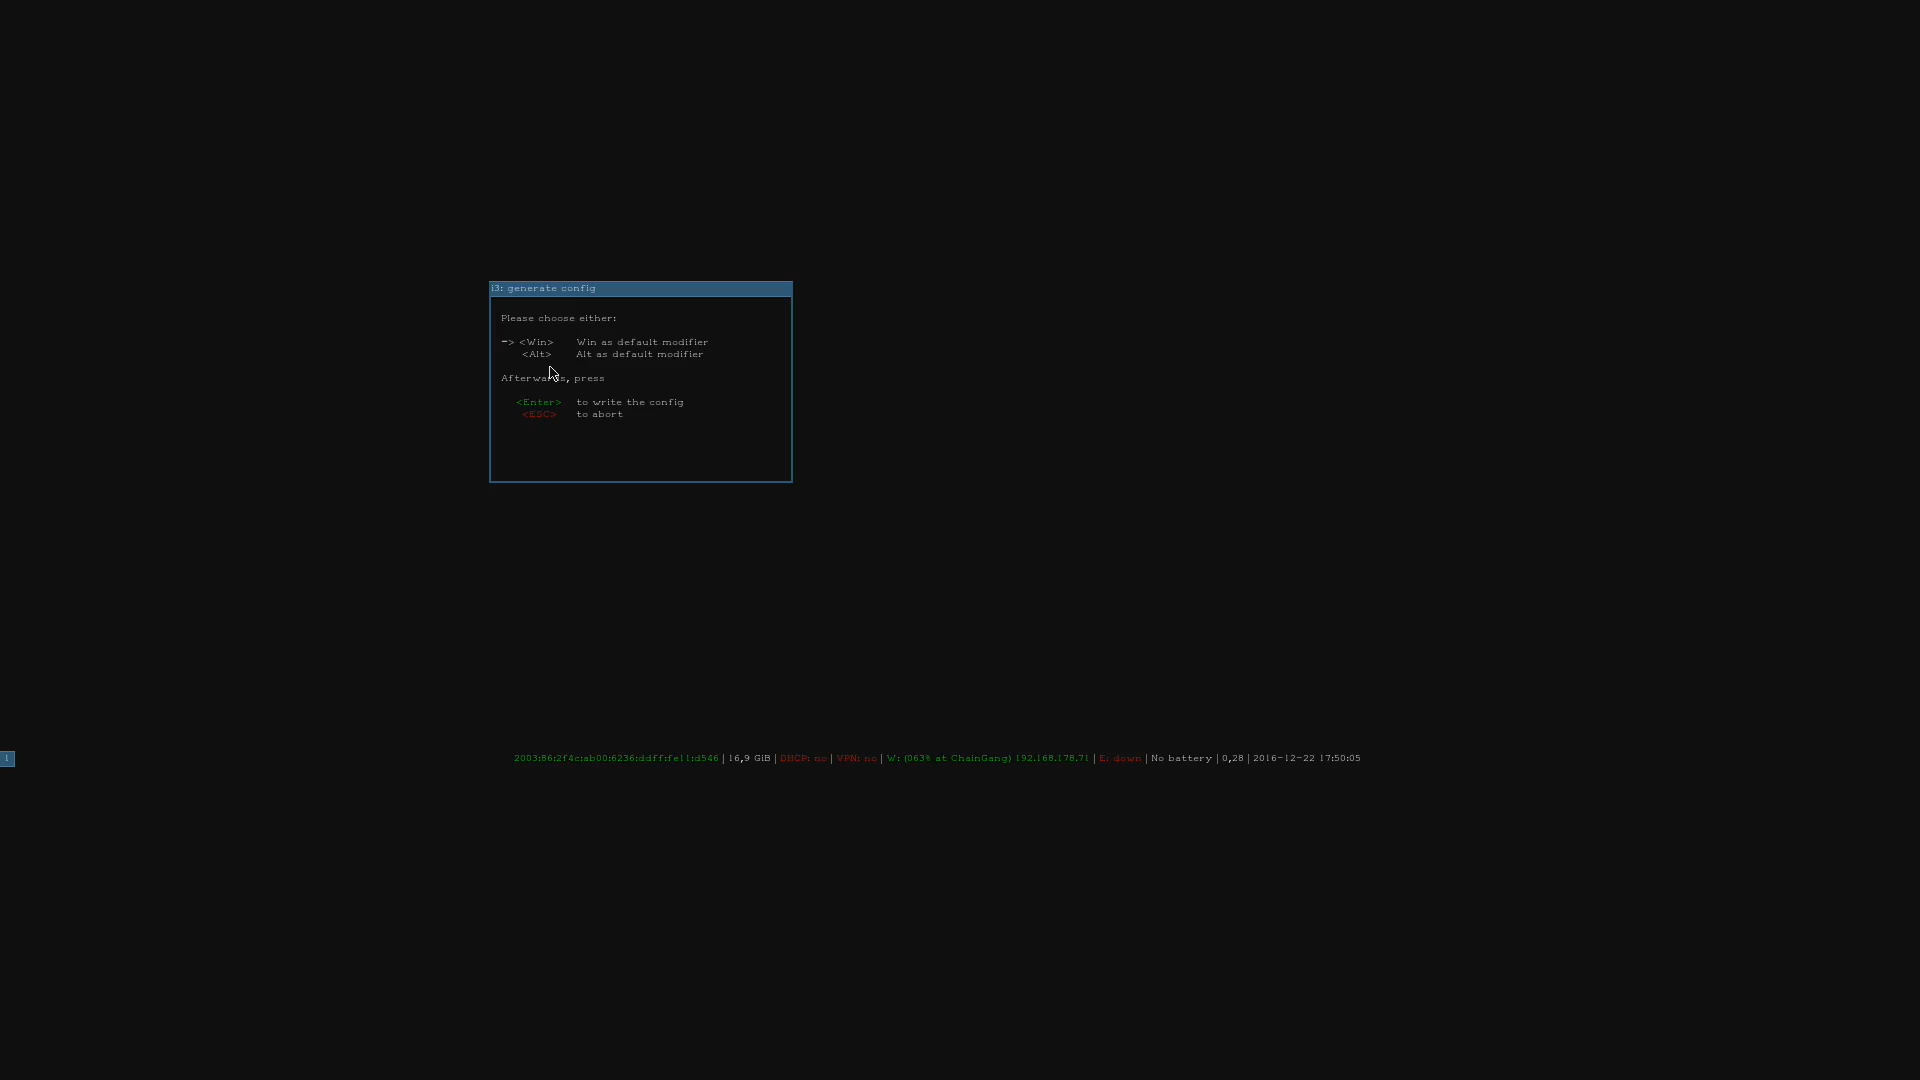 i3: generate config
Please choose either:
-> <Win> Win as default modifier
<Alt> Alt as default modifier
Afterwards, press
<Enter> to write the config
<ESC> to abort
1 2003:86:2f4c:ab00:6236:ddff:fe11:d546 | 16,9 GiB | DHCP: no | VPN: no | W: (063% at ChainGang) 192.168.178.71 | E: down | No battery | 0,28 | 2016-12-22 17:50:05